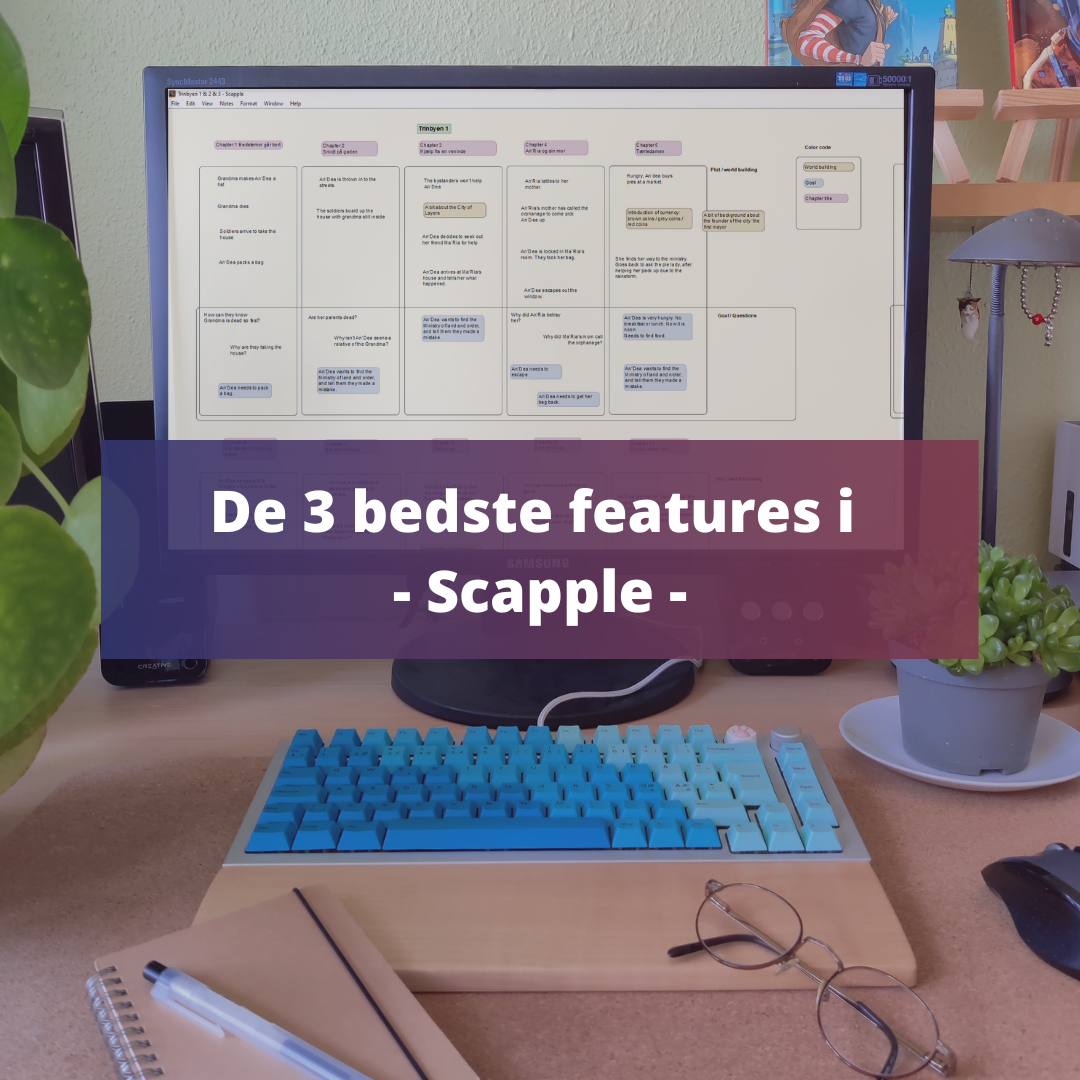 SyncMaster 2443
50000:1
Trinbyen 1 & 2 & 3 - Scapple
File Edit View Notes Format Window Help
Trinbyen 1
Chapter 1 Bedstemor går bort
Chapter 2
Smidt på gaden
Chapter 3
Hjælp fra en veninde
Chapter 4
An'Ria og sin mor
Chapter 5
Tærtedamen
Color code
World building
Goal
Chapter title
Plot / world building
Grandma makes An'Dea a
hat
Grandma dies
Soldiers arrive to take the
house
An'Dea packs a bag
An'Dea is thrown in to the
streets
The soldiers board up the
house with grandma still inside
The bystanders won't help
An'Dea
A bit about the City of
Layers
An'Dea decides to seek out
her friend Ma'Ria for help
An'Dea arrives at Ma'Ria's
house and tells her what
happened
An'Ria talks to her
mother.
An'Ria's mother has called the
orphanage to come pick
An'Dea up
An'Dea is locked in Ma'Ria's
room. They took her bag.
An'Dea escapes out the
window.
Hungry, An'dea buys
pies at a market
Introduction of currency:
brown coins / grey coins /
red coins
A bit of background about
the founder of the city 'the
first mayor'
She finds her way to the ministry.
Goes back to ask the pie lady, after
helping her pack up due to the
rainstorm.
How can they know
Grandma is dead so fast?
Why are they taking the
house?
An'Dea needs to pack
a bag.
Are her parents dead?
Why isn't An'Dea seen as a
relative of the Grandma?
An'Dea wants to find the
Ministry of land and order,
and tell them they made a
mistake.
An'Dea wants to find the
Ministry of land and order,
and tell them they made a
mistake
Why did An'Ria betray
her?
Why did Ma'Ria's mom call
the orphanage?
An'Dea needs to
escape.
An'Dea needs to get her
bag back.
An'Dea is very hungry. No
breakfast or lunch. Now it is
noon.
Needs to find food.
An'Dea wants to find the
Ministry of land and order,
and tell them they made a
mistake
Goal / Questions
De 3 bedste features i
- Scapple -
SAMSUNG
CREATIVE